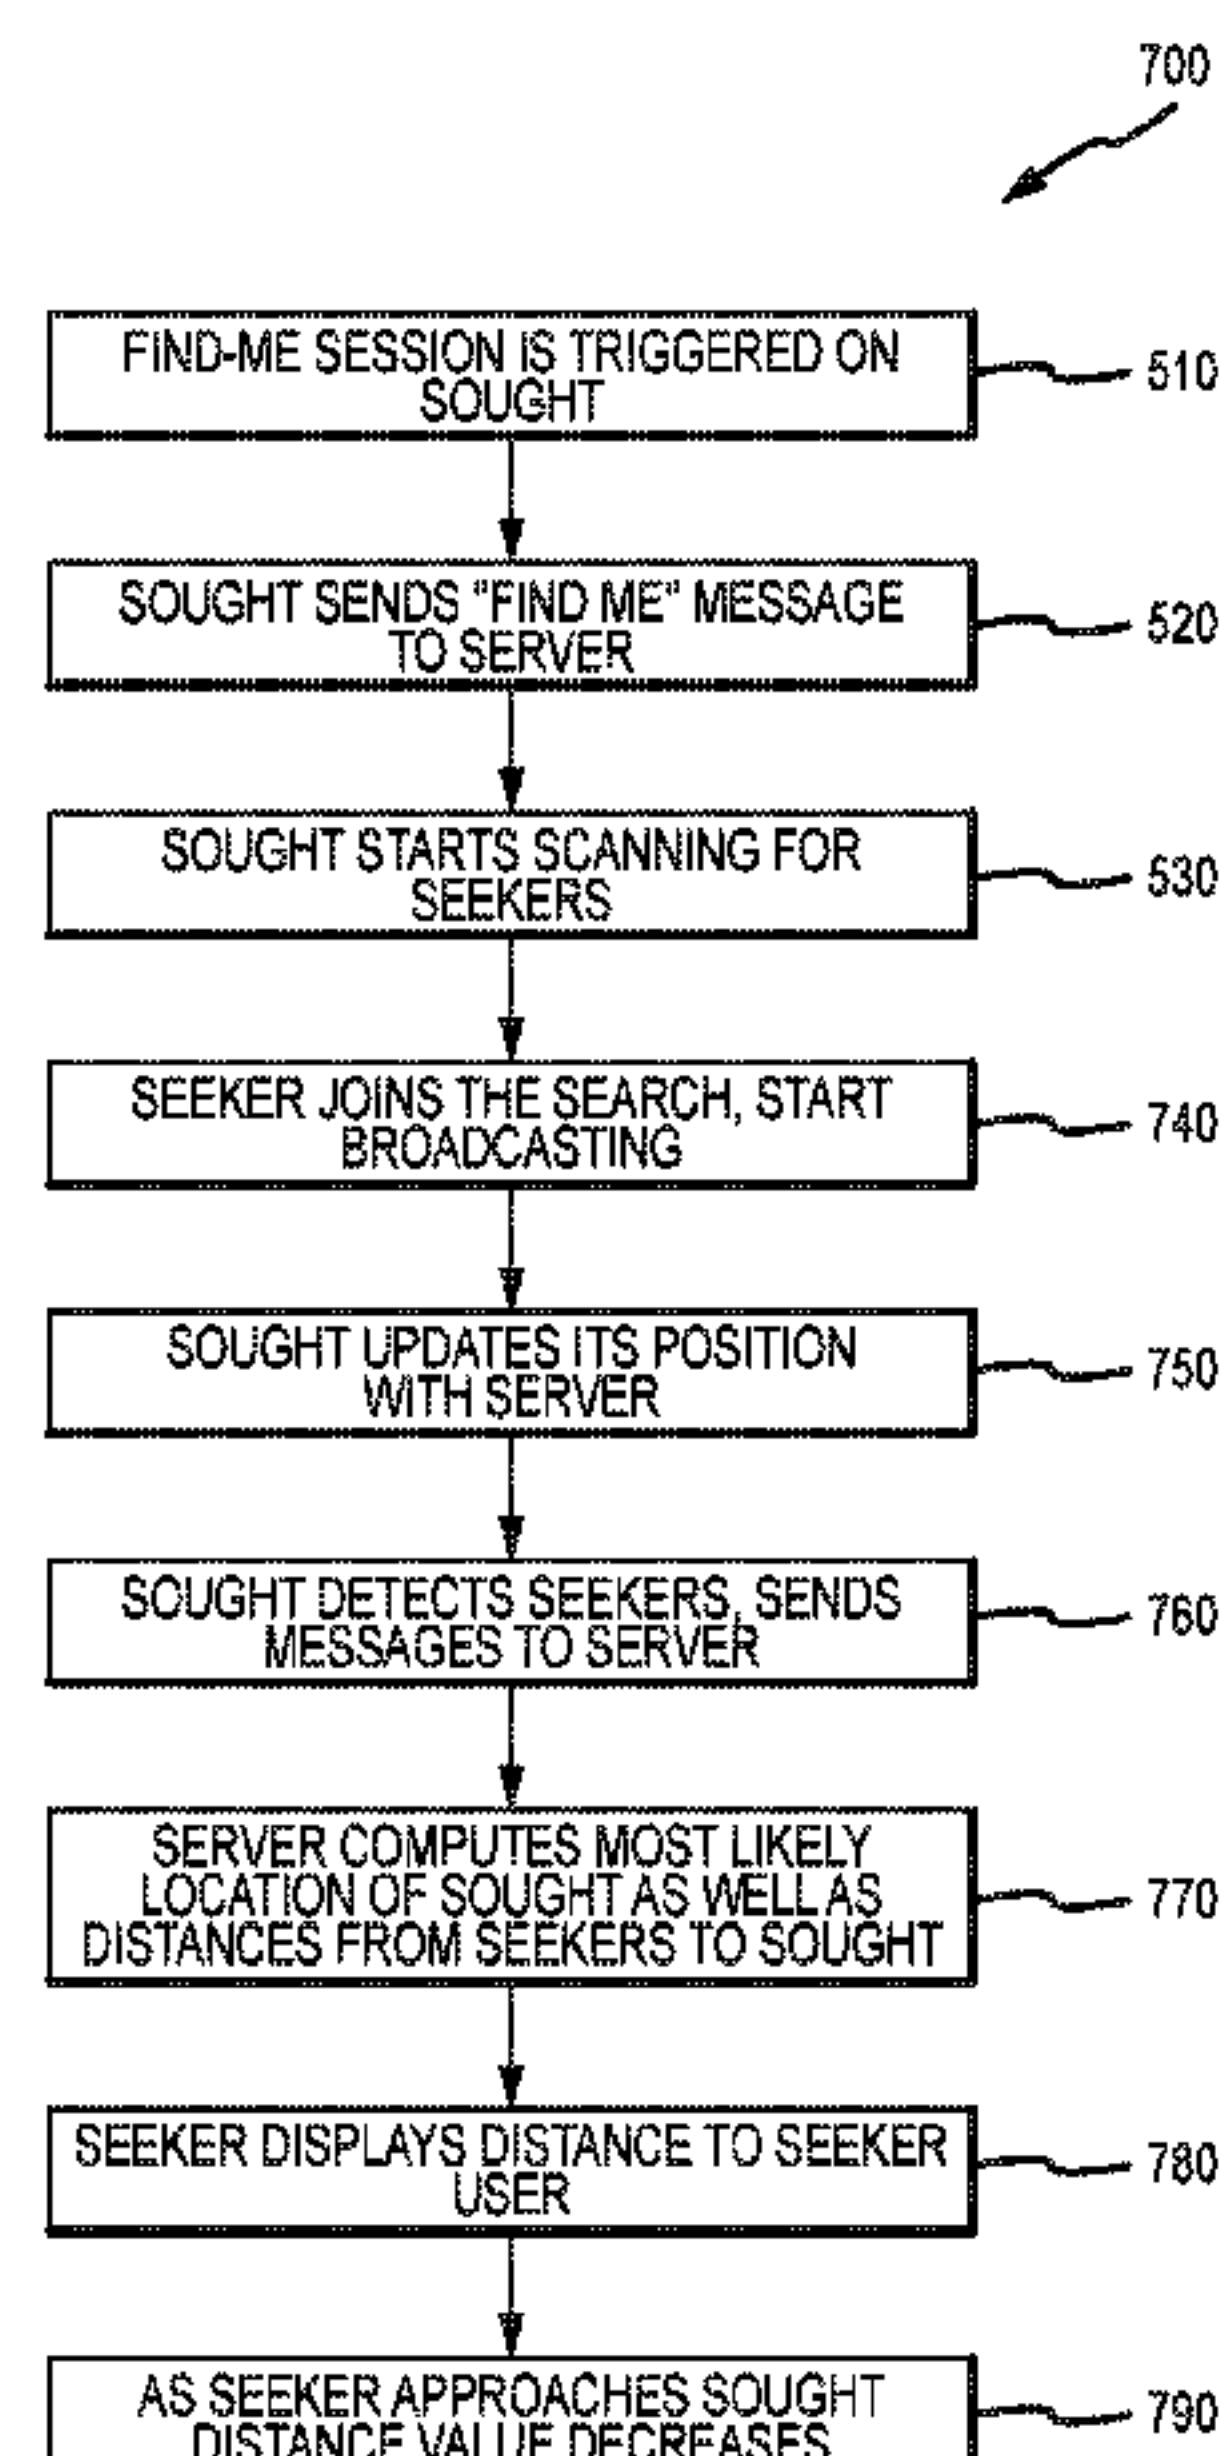 700
FIND-ME SESSION IS TRIGGERED ON
SOUGHT
510
SOUGHT SENDS "FIND ME" MESSAGE
TO SERVER
520
SOUGHT STARTS SCANNING FOR
SEEKERS
530
SEEKER JOINS THE SEARCH, START
BROADCASTING
740
SOUGHT UPDATES ITS POSITION
WITH SERVER
750
SOUGHT DETECTS SEEKERS, SENDS
MESSAGES TO SERVER
760
SERVER COMPUTES MOST LIKELY
LOCATION OF SOUGHT AS WELL AS
DISTANCES FROM SEEKERS TO SOUGHT
770
SEEKER DISPLAYS DISTANCE TO SEEKER
USER
780
AS SEEKER APPROACHES SOUGHT
DISTANCE VALUE DECREASES
790